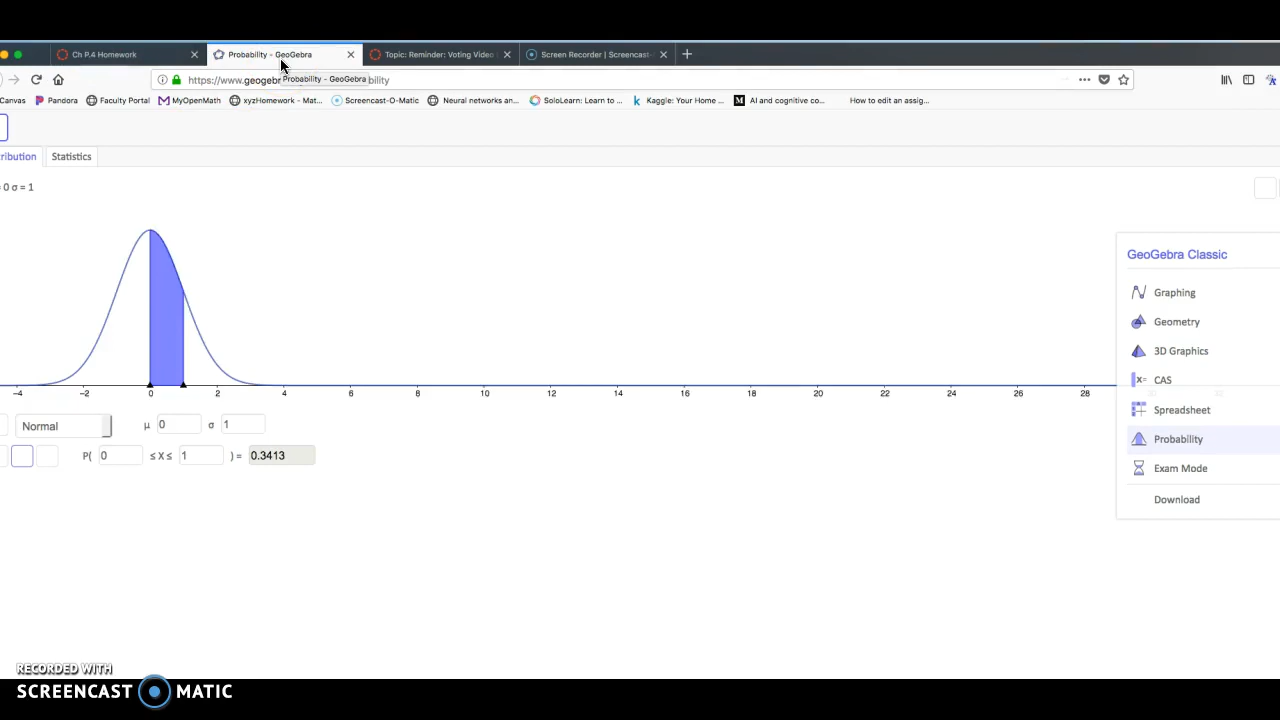 Ch P.4 Homework
Probability - GeoGebra
Topic: Reminder: Voting Video
Screen Recorder | Screencast-
https://www.geogebr
bility
Probability - GeoGebra
Canvas
Pandora
Faculty Portal
MyOpenMath
xyzHomework - Mat...
Screencast-O-Matic
Neural networks an...
SoloLearn: Learn to ...
Kaggle: Your Home ...
AI and cognitive co...
How to edit an assig...
ribution
Statistics
= 0 σ = 1
GeoGebra Classic
Graphing
Geometry
3D Graphics
x= CAS
Spreadsheet
Probability
Exam Mode
Download
−4 −2 0 2 4 6 8 10 12 14 16 18 20 22 24 26 28 30 32
Normal
μ 0 σ 1
P( 0 ≤ X ≤ 1 ) = 0.3413
RECORDED WITH
SCREENCAST MATIC